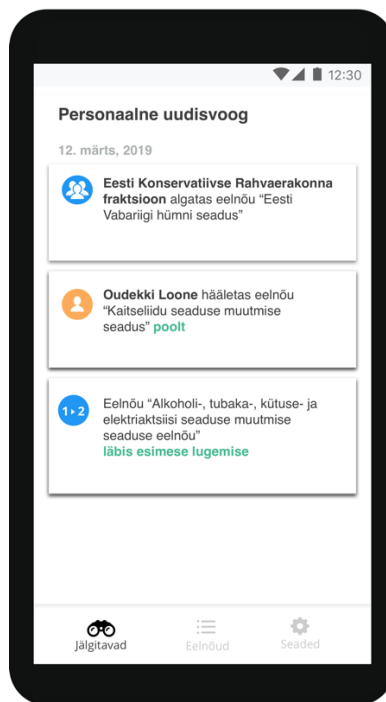 12:30
Personaalne uudisvoog
12. märts, 2019
Eesti Konservatiivse Rahvaerakonna
fraktsioon algatas eelnõu “Eesti
Vabariigi hümni seadus”
Oudekki Loone hääletas eelnõu
“Kaitseliidu seaduse muutmise
seadus” poolt
1▸2
Eelnõu “Alkoholi-, tubaka-, kütuse- ja
elektriaktsiisi seaduse muutmise
seaduse eelnõu”
läbis esimese lugemise
Jälgitavad
Eelnõud
Seaded